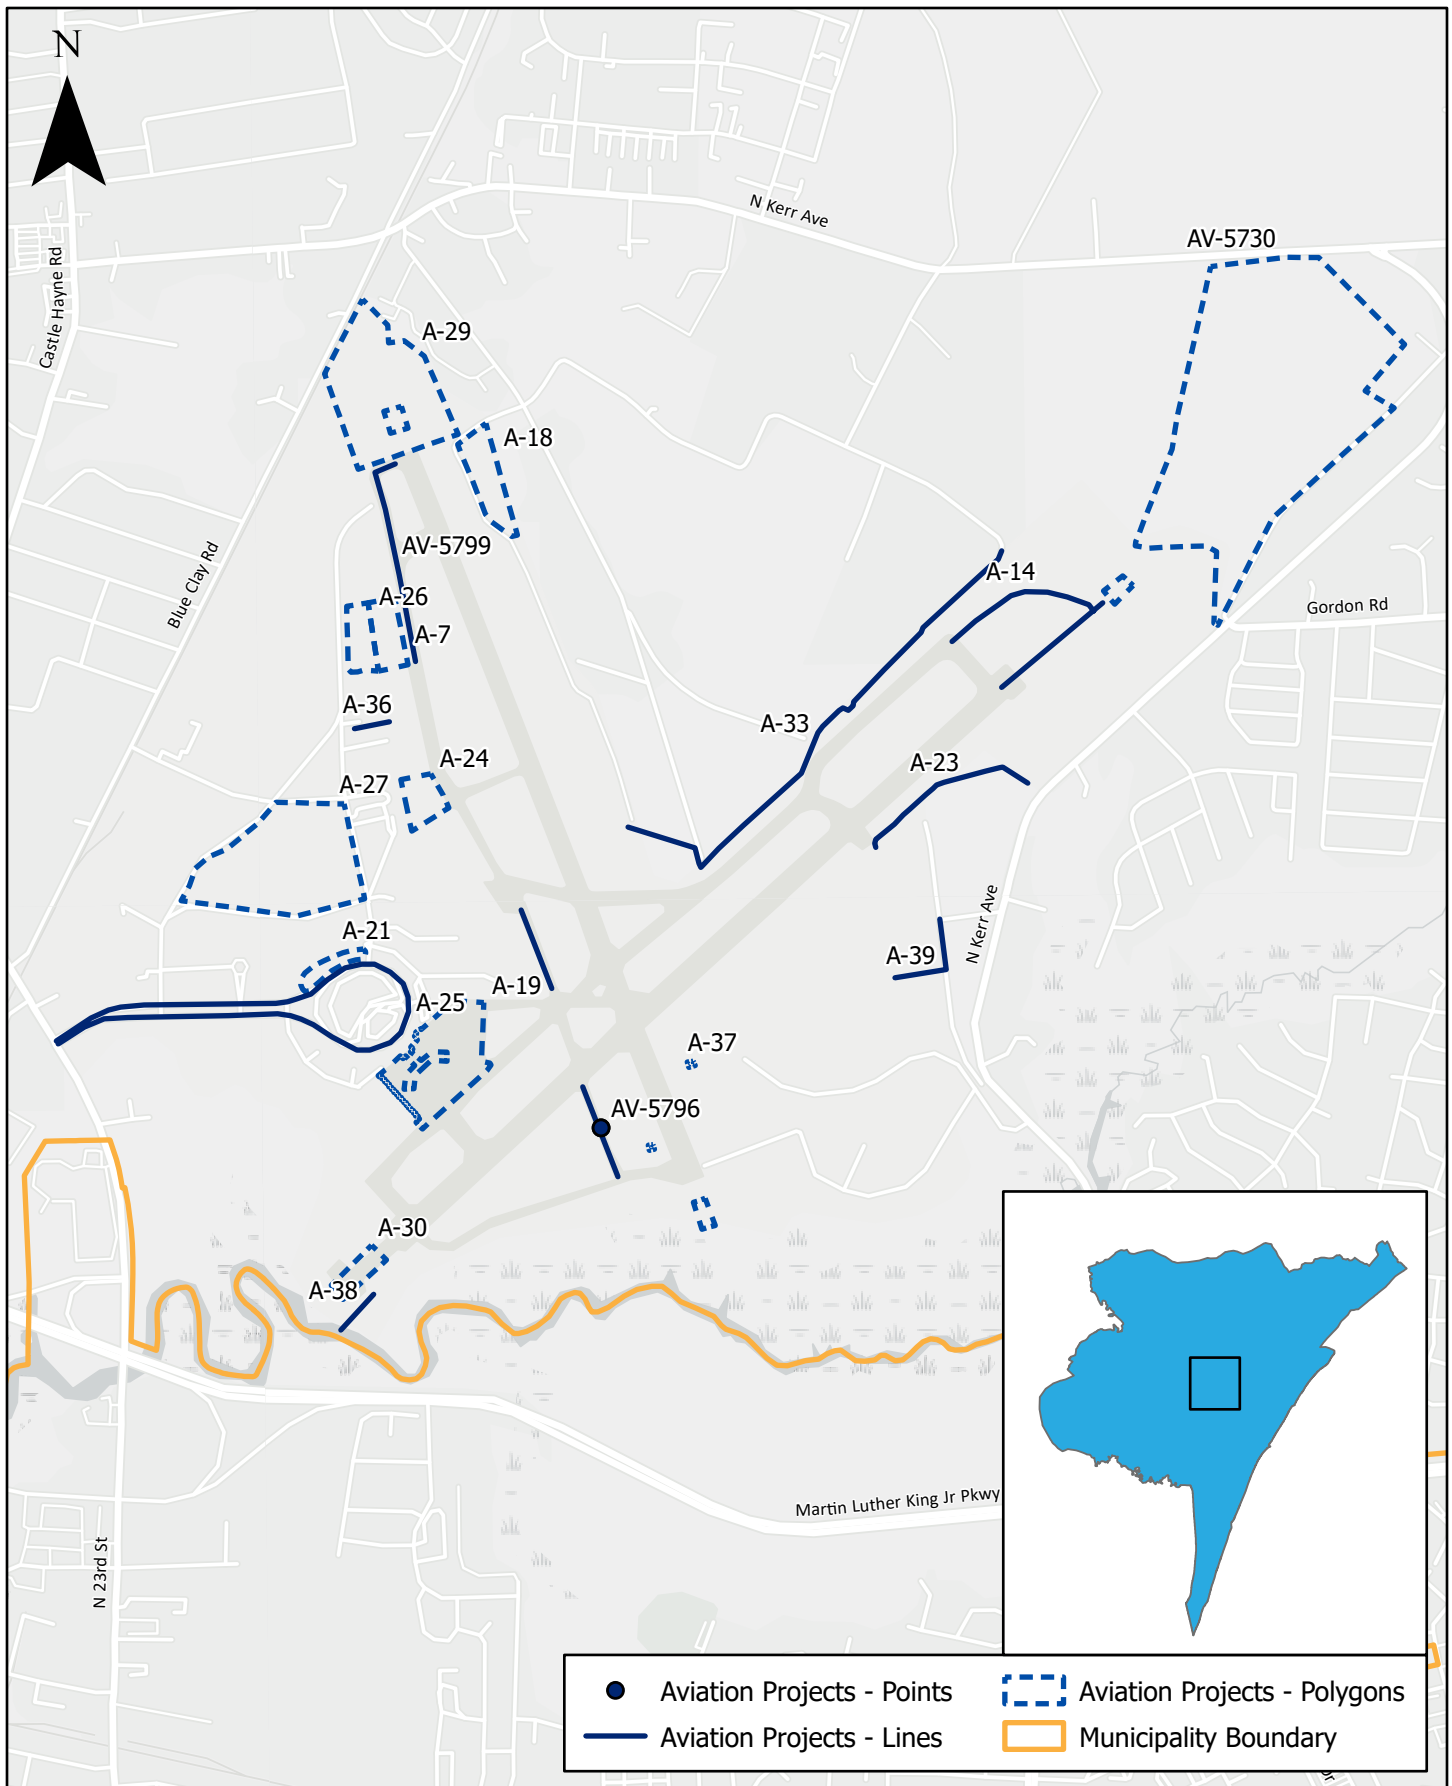 N
N Kerr Ave
AV-5730
Castle Hayne Rd
A-29
A-18
AV-5799
Blue Clay Rd
A-14
A-26
Gordon Rd
A-7
A-36
A-33
A-24
A-23
A-27
N Kerr Ave
A-21
A-39
A-19
A-25
A-37
AV-5796
A-30
A-38
Martin Luther King Jr Pkwy
N 23rd St
Aviation Projects - Points
Aviation Projects - Polygons
Aviation Projects - Lines
Municipality Boundary